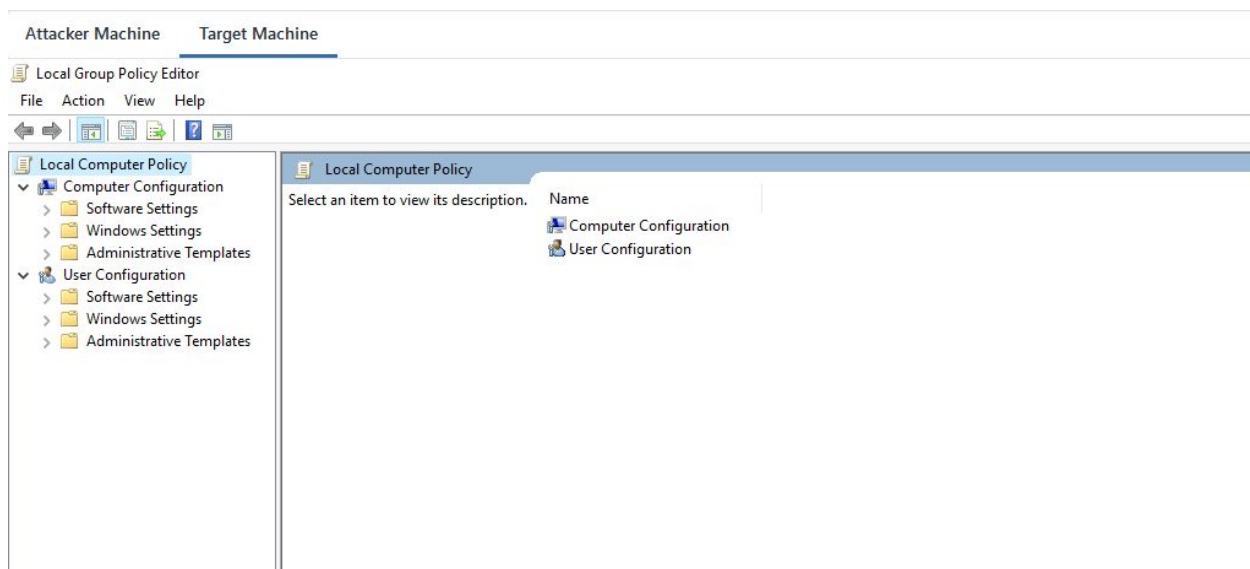 Attacker Machine Target Machine
Local Group Policy Editor
File Action View Help
Local Computer Policy
Computer Configuration
Software Settings
Windows Settings
Administrative Templates
User Configuration
Software Settings
Windows Settings
Administrative Templates
Local Computer Policy
Select an item to view its description.
Name
Computer Configuration
User Configuration